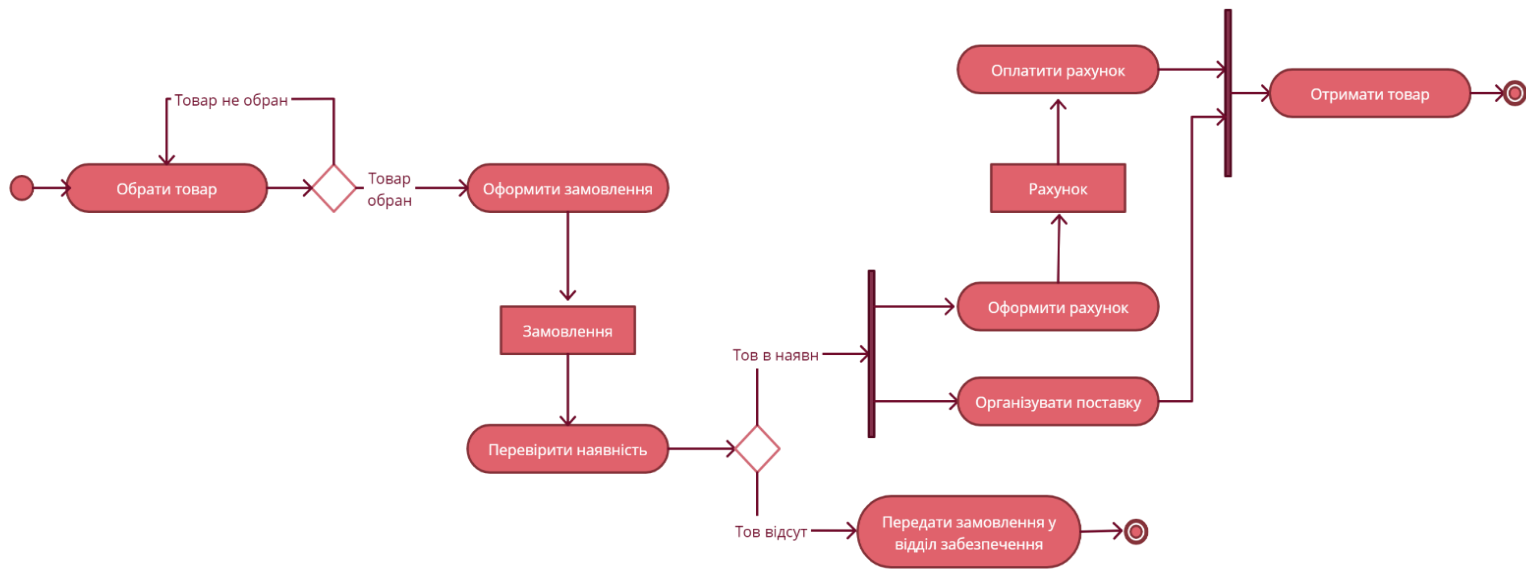 Товар не обран
Обрати товар
Товар
обран
Оформити замовлення
Замовлення
Перевірити наявність
Тов в наявн
Тов відсут
Оформити рахунок
Рахунок
Оплатити рахунок
Організувати поставку
Отримати товар
Передати замовлення у
відділ забезпечення